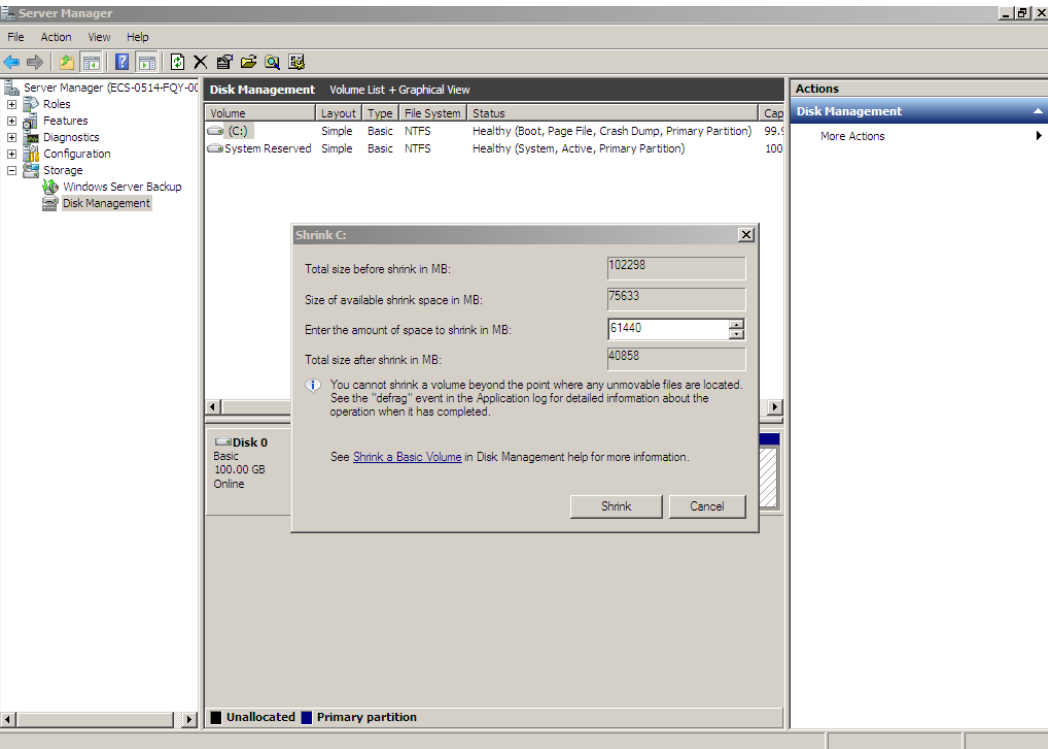 Server Manager
File Action View Help
Server Manager (ECS-0514-FQY-00
Roles
Features
Diagnostics
Configuration
Storage
Windows Server Backup
Disk Management
Disk Management Volume List + Graphical View
Volume Layout Type File System Status Cap
(C:) Simple Basic NTFS Healthy (Boot, Page File, Crash Dump, Primary Partition) 99.9
System Reserved Simple Basic NTFS Healthy (System, Active, Primary Partition) 100
Shrink C:
Total size before shrink in MB: 102298
Size of available shrink space in MB: 75633
Enter the amount of space to shrink in MB: 61440
Total size after shrink in MB: 40858
You cannot shrink a volume beyond the point where any unmovable files are located.
See the "defrag" event in the Application log for detailed information about the
operation when it has completed.
See Shrink a Basic Volume in Disk Management help for more information.
Shrink Cancel
Disk 0
Basic
100.00 GB
Online
Unallocated Primary partition
Actions
Disk Management
More Actions